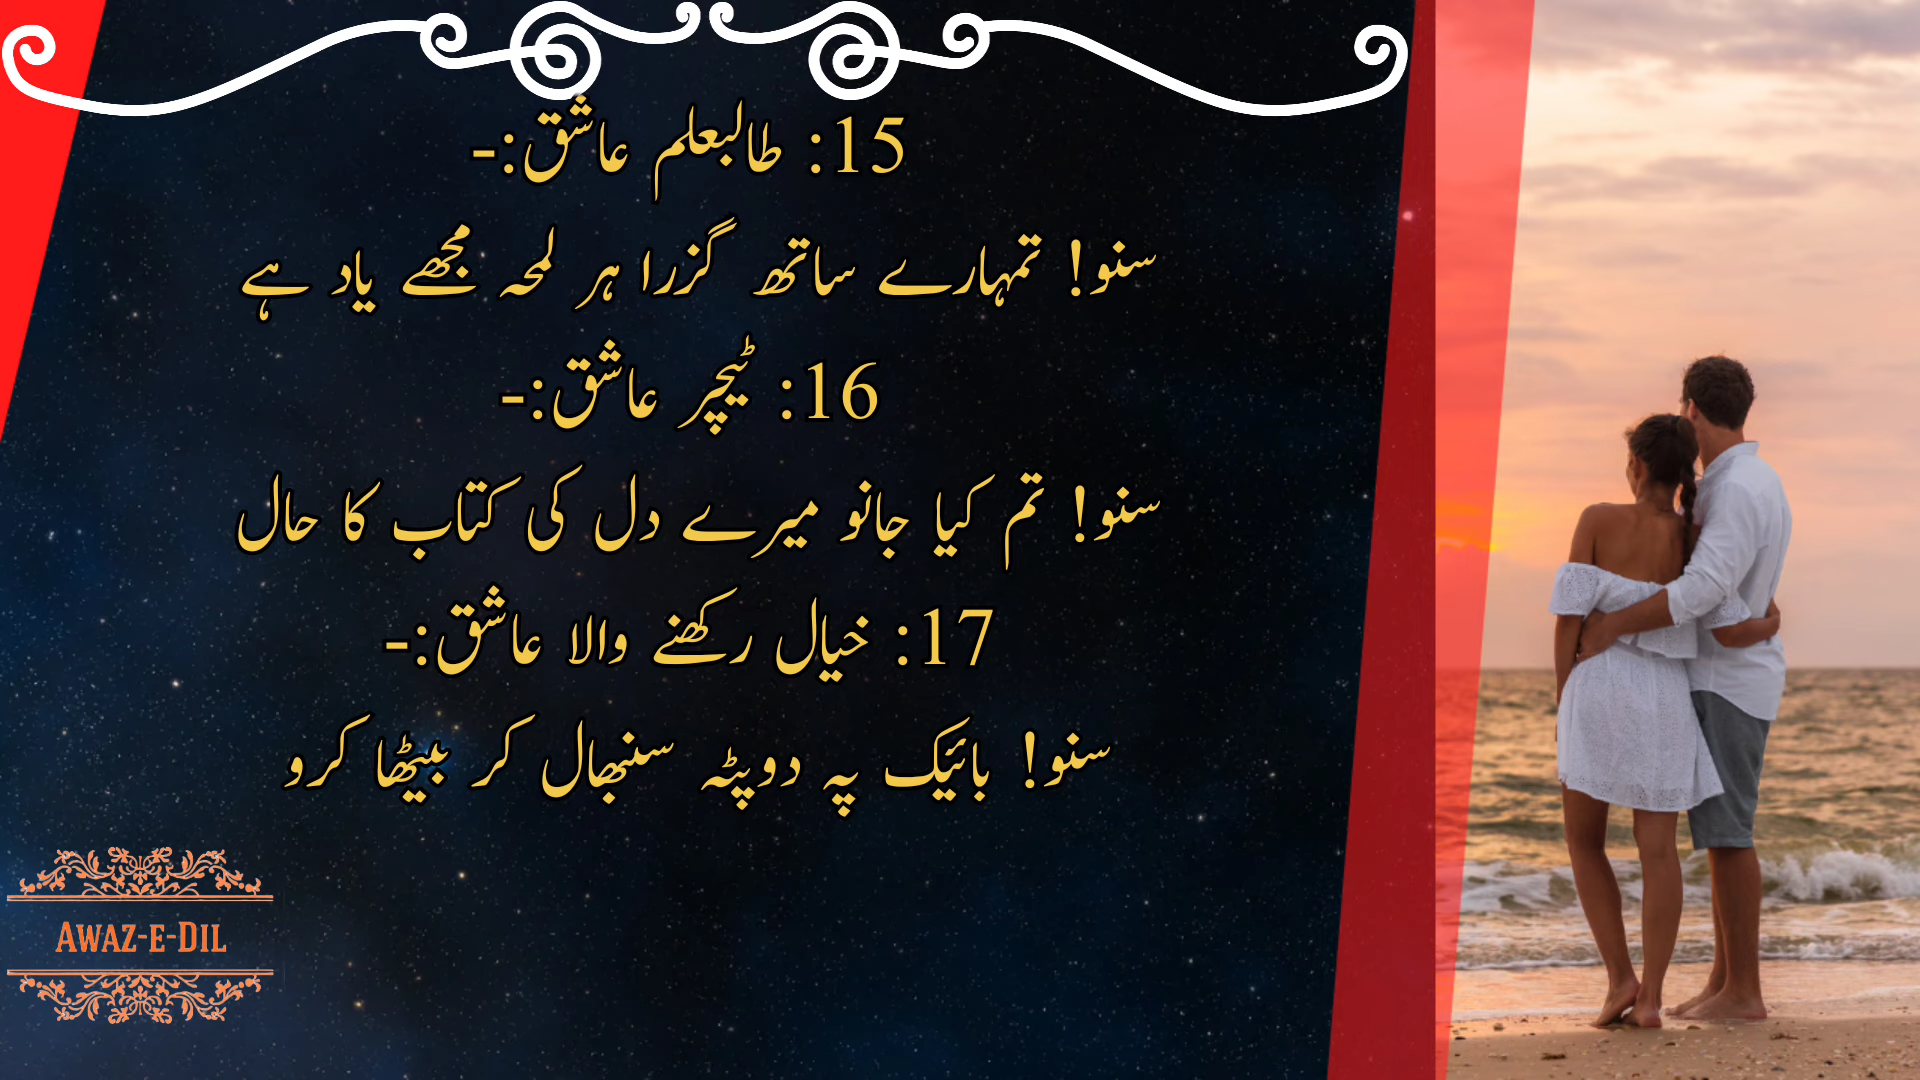 15: طالبعلم عاشق:-
سنو! تمہارے ساتھ گزرا ہر لمحہ مجھے یاد ہے
16: ٹیچر عاشق:-
سنو! تم کیا جانو میرے دل کی کتاب کا حال
17: خیال رکھنے والا عاشق:-
سنو! بائیک پہ دوپٹہ سنبھال کر بیٹھا کرو
AWAZ-E-DIL